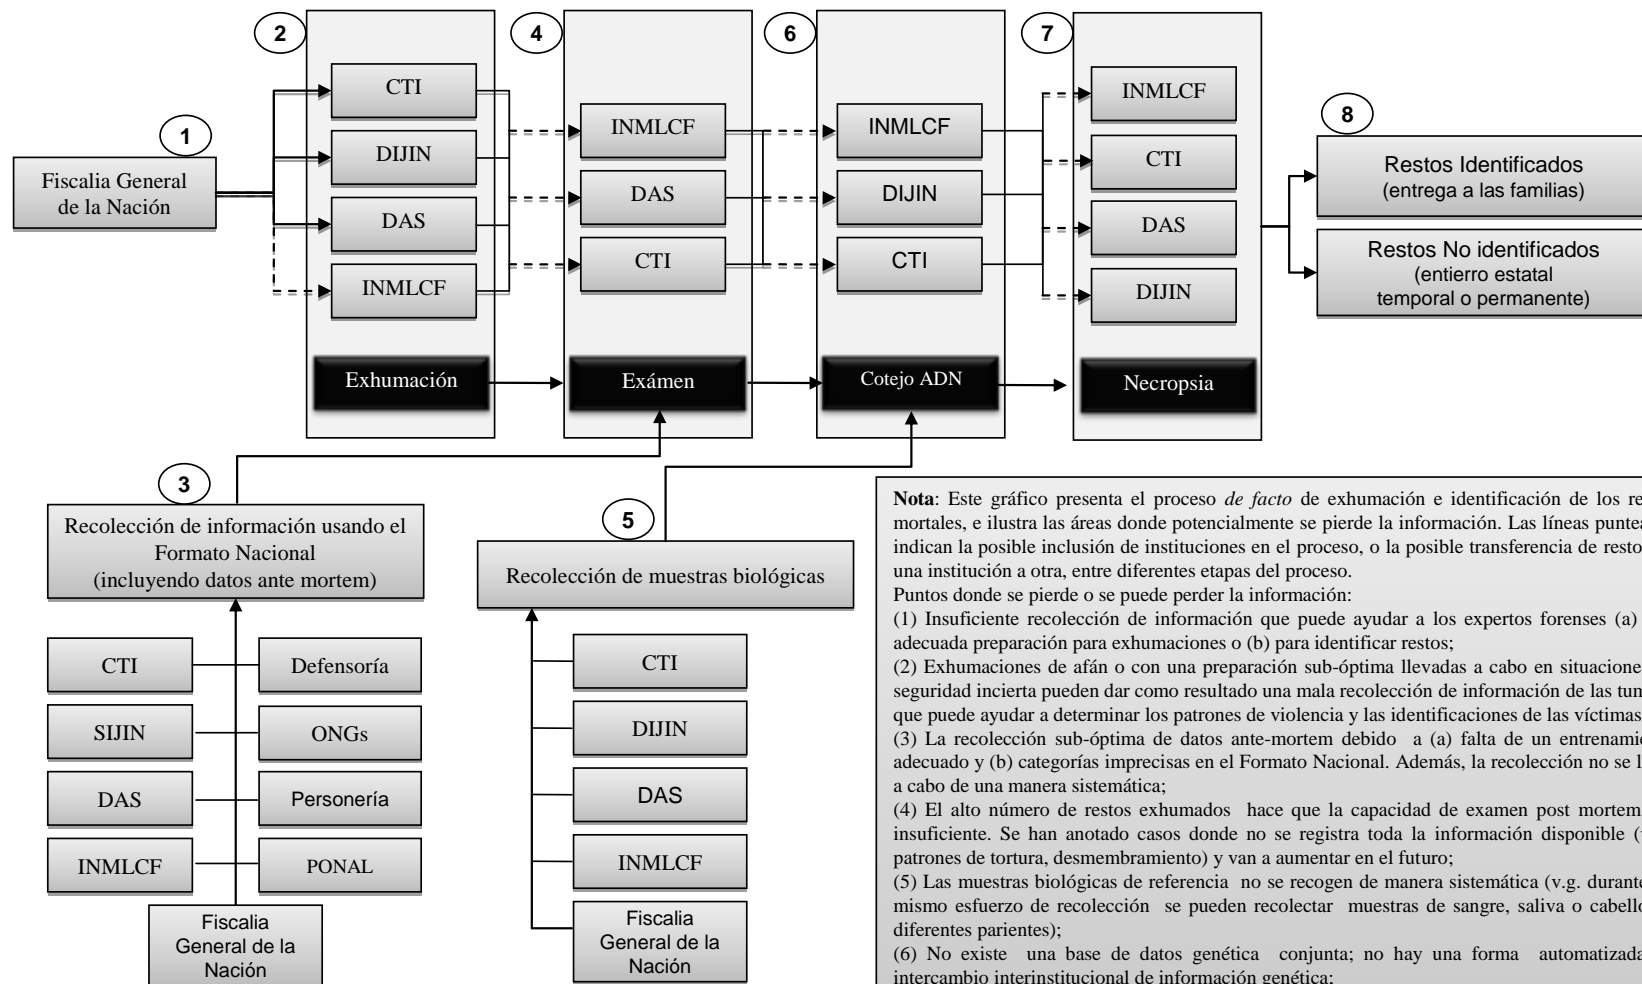 2
4
6
7
CTI
DIJIN
DAS
INMLCF
Exhumación
INMLCF
DAS
CTI
Exámen
INMLCF
DIJIN
CTI
Cotejo ADN
INMLCF
CTI
DAS
DIJIN
Necropsia
1
Fiscalia General
de la Nación
8
Restos Identificados
(entrega a las familias)
Restos No identificados
(entierro estatal
temporal o permanente)
3
Recolección de información usando el
Formato Nacional
(incluyendo datos ante mortem)
CTI
Defensoría
SIJIN
ONGs
DAS
Personería
INMLCF
PONAL
Fiscalia
General de la
Nación
5
Recolección de muestras biológicas
CTI
DIJIN
DAS
INMLCF
Fiscalia
General de la
Nación
Nota: Este gráfico presenta el proceso de facto de exhumación e identificación de los
mortales, e ilustra las áreas donde potencialmente se pierde la información. Las líneas
indican la posible inclusión de instituciones en el proceso, o la posible transferencia de
una institución a otra, entre diferentes etapas del proceso.
Puntos donde se pierde o se puede perder la información:
(1) Insuficiente recolección de información que puede ayudar a los expertos forenses (a)
adecuada preparación para exhumaciones o (b) para identificar restos;
(2) Exhumaciones de afán o con una preparación sub-óptima llevadas a cabo en
seguridad incierta pueden dar como resultado una mala recolección de información de las
que puede ayudar a determinar los patrones de violencia y las identificaciones de las víctimas
(3) La recolección sub-óptima de datos ante-mortem debido a (a) falta de un
adecuado y (b) categorías imprecisas en el Formato Nacional. Además, la recolección no se
a cabo de una manera sistemática;
(4) El alto número de restos exhumados hace que la capacidad de examen post mortem
insuficiente. Se han anotado casos donde no se registra toda la información disponible
patrones de tortura, desmembramiento) y van a aumentar en el futuro;
(5) Las muestras biológicas de referencia no se recogen de manera sistemática (v.g.
mismo esfuerzo de recolección se pueden recolectar muestras de sangre, saliva o
diferentes parientes);
(6) No existe una base de datos genética conjunta; no hay una forma automatizada
intercambio interinstitucional de información genética;